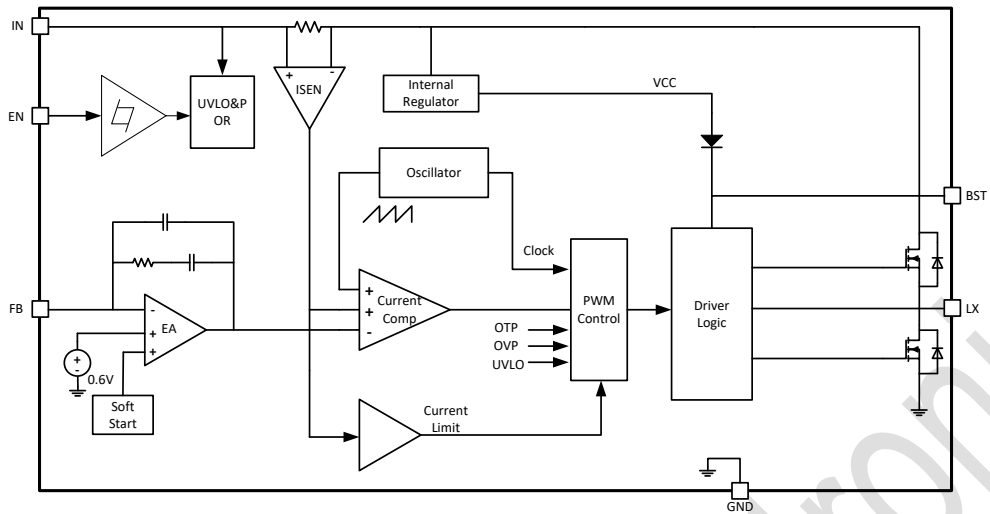 IN
+
-
ISEN
Internal
Regulator
VCC
UVLO&P
OR
EN
Oscillator
BST
Clock
FB
-
EA
+
+
+
-
0.6V
Soft
Start
+
+
-
Current
Comp
PWM
Control
OTP
OVP
UVLO
Driver
Logic
LX
Current
Limit
GND